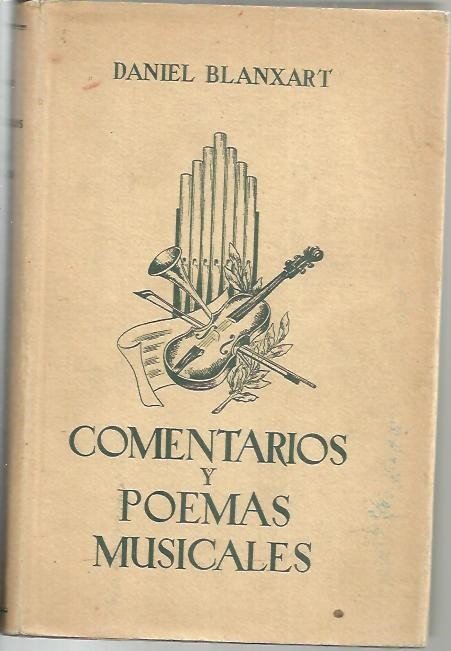 DANIEL BLANXART
COMENTARIOS
Y
POEMAS
MUSICALES